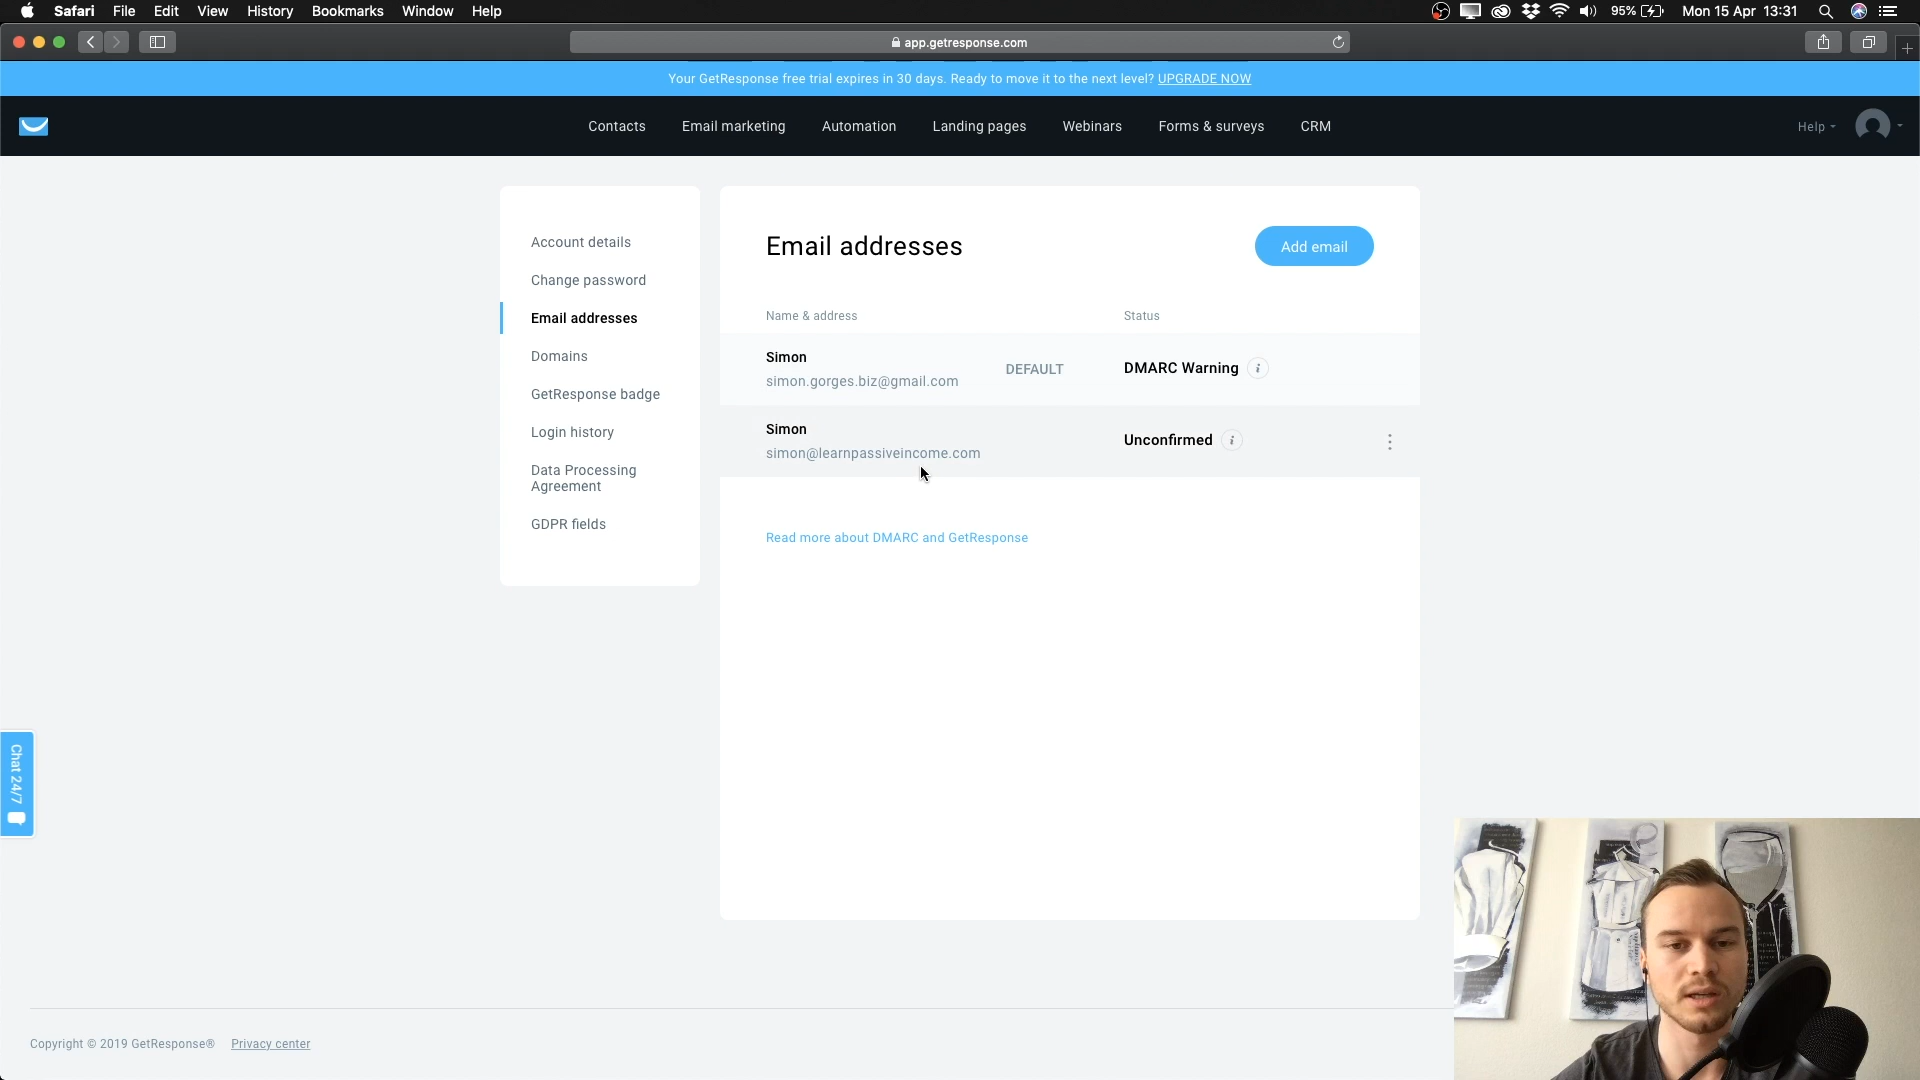 Safari File Edit View History Bookmarks Window Help
95% Mon 15 Apr 13:31
app.getresponse.com
Your GetResponse free trial expires in 30 days. Ready to move it to the next level? UPGRADE NOW
Contacts Email marketing Automation Landing pages Webinars Forms & surveys CRM
Help
Account details
Change password
Email addresses
Domains
GetResponse badge
Login history
Data Processing
Agreement
GDPR fields
Email addresses
Add email
Name & address Status
Simon
simon.gorges.biz@gmail.com
DEFAULT
DMARC Warning
i
Simon
simon@learnpassiveincome.com
Unconfirmed
i
Read more about DMARC and GetResponse
Chat 24/7
Copyright © 2019 GetResponse® Privacy center